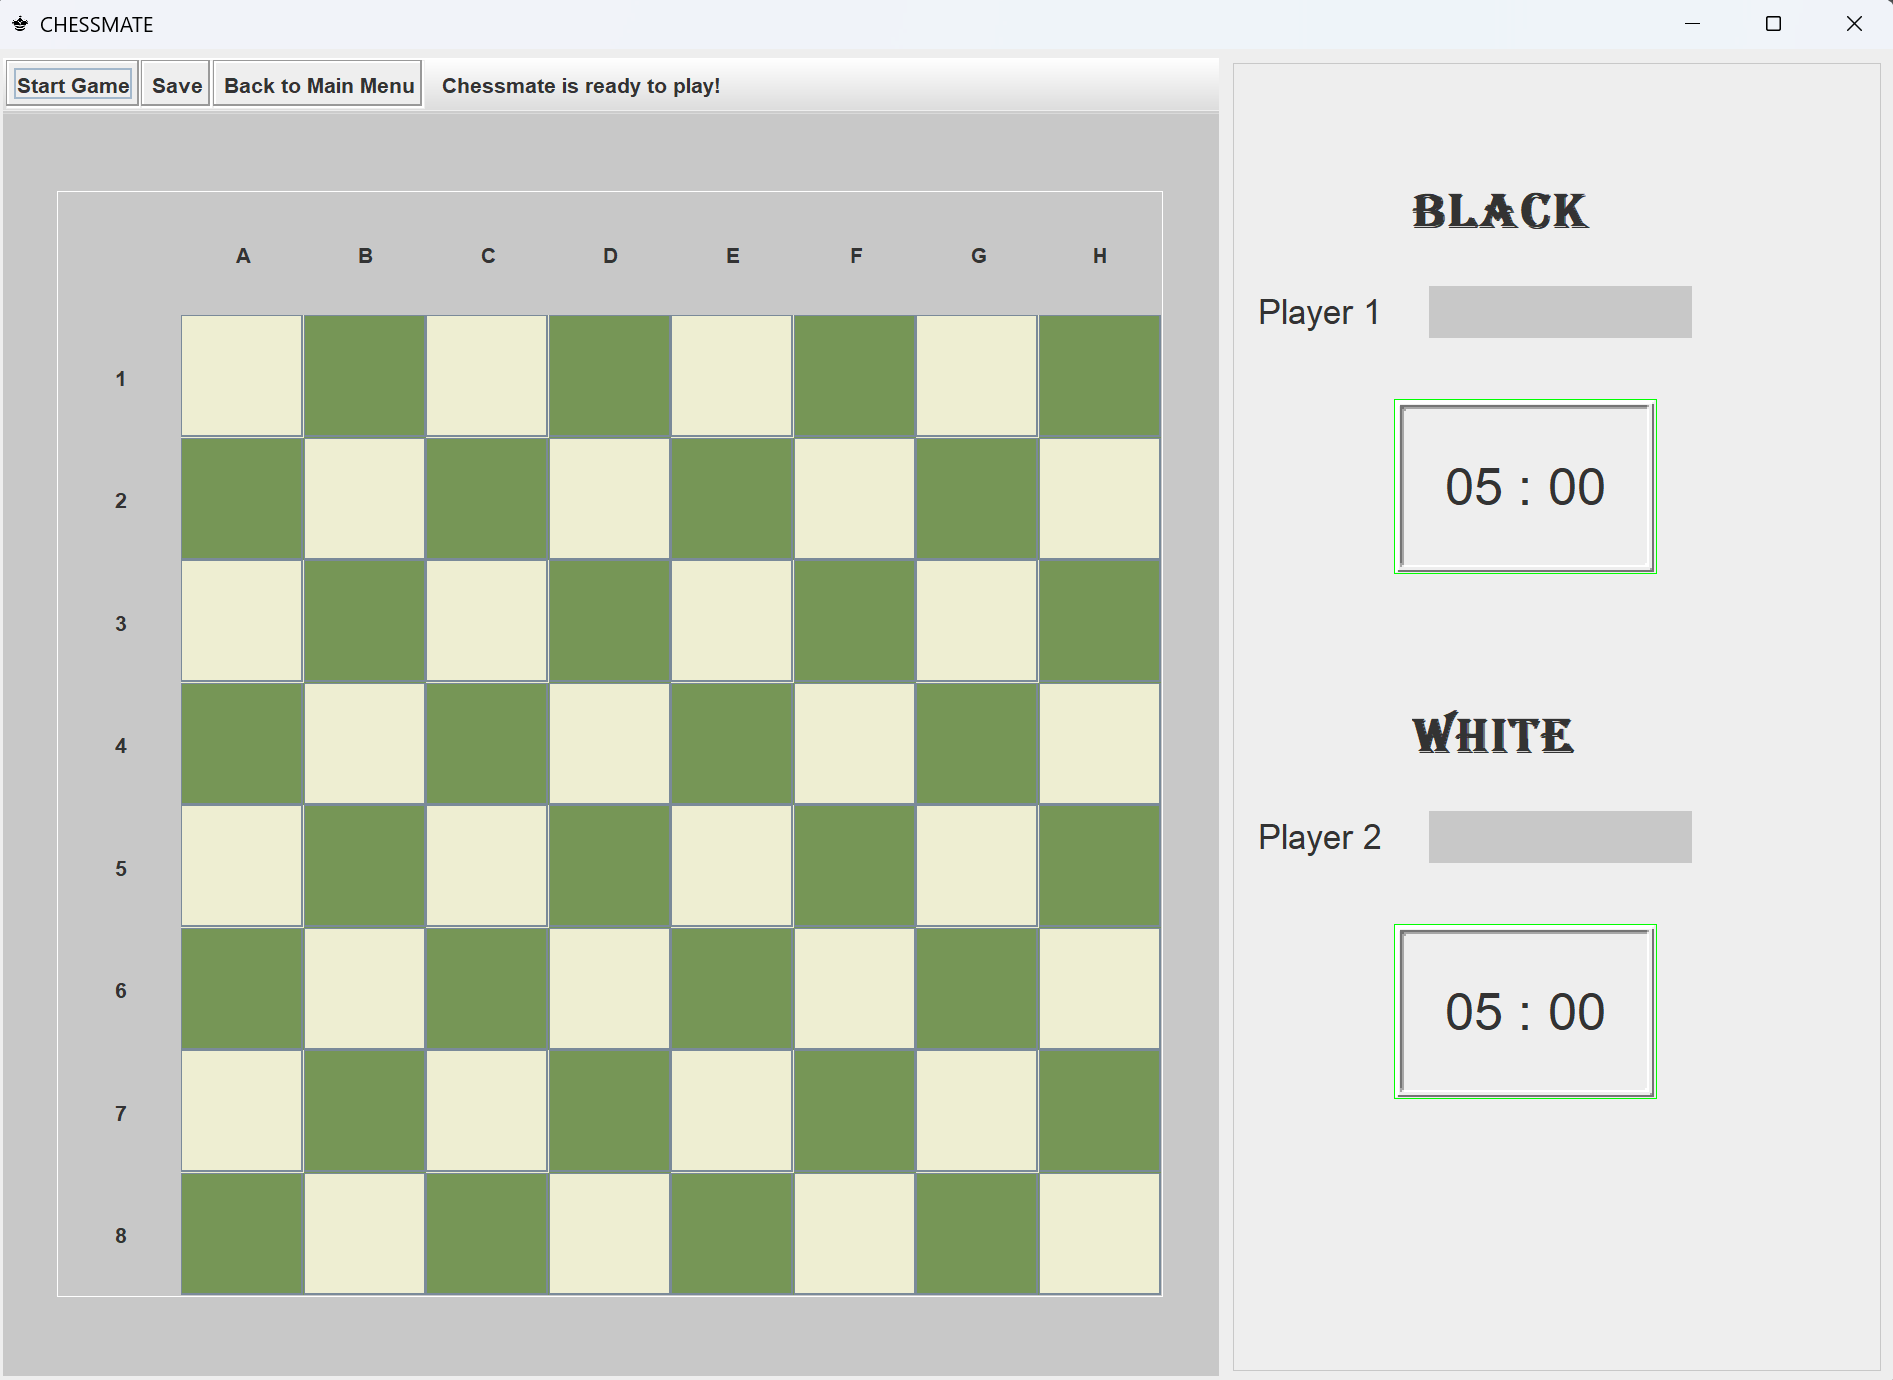 CHESSMATE
Start Game Save Back to Main Menu Chessmate is ready to play!
A B C D E F G H
1
2
3
4
5
6
7
8
BLACK
Player 1
05 : 00
WHITE
Player 2
05 : 00